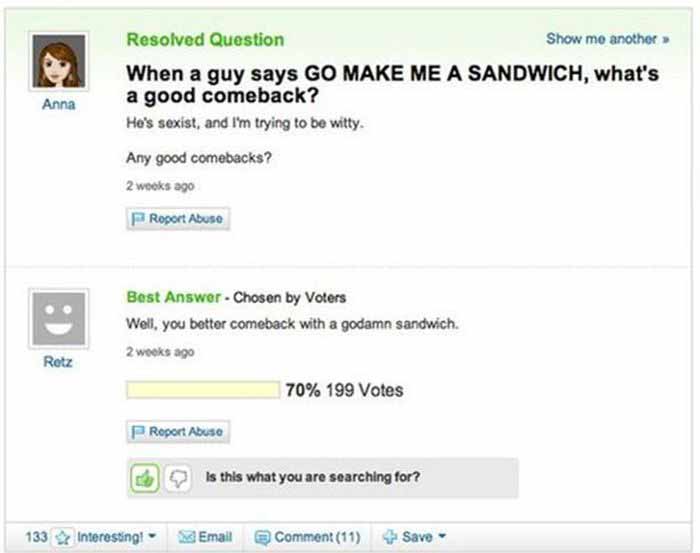 Resolved Question
Show me another »
When a guy says GO MAKE ME A SANDWICH, what's
a good comeback?
Anna
He's sexist, and I'm trying to be witty.
Any good comebacks?
2 weeks ago
Report Abuse
Best Answer - Chosen by Voters
Well, you better comeback with a godamn sandwich.
2 weeks ago
Retz
70% 199 Votes
Report Abuse
Is this what you are searching for?
133 Interesting! Email Comment (11) Save